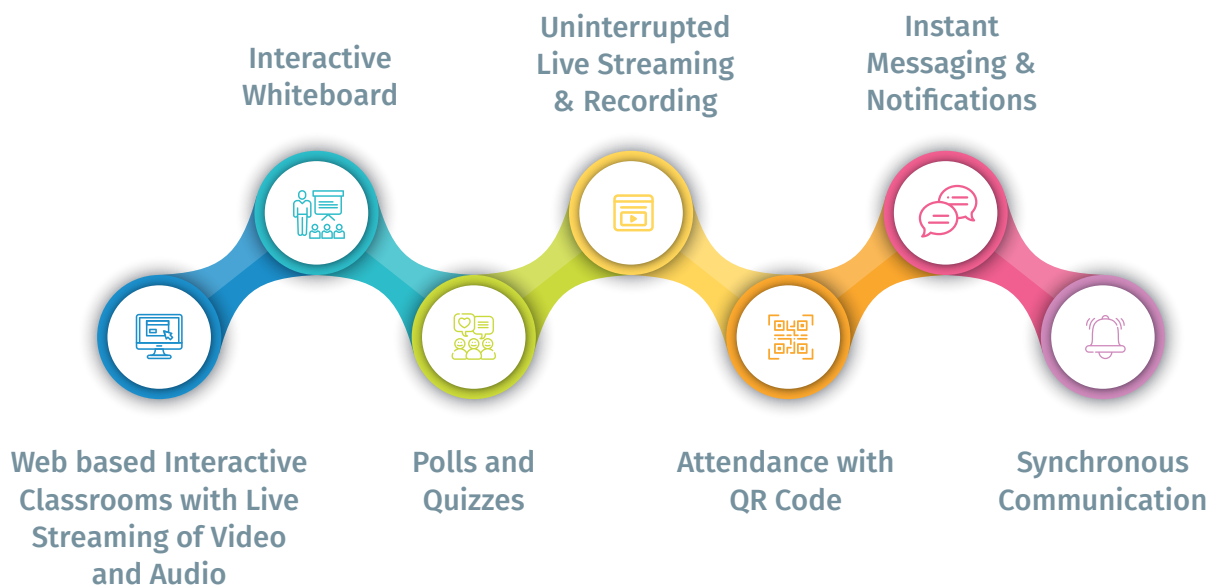 Interactive
Whiteboard
Uninterrupted
Live Streaming
& Recording
Instant
Messaging &
Notifications
Web based Interactive
Classrooms with Live
Streaming of Video
and Audio
Polls and
Quizzes
Attendance with
QR Code
Synchronous
Communication